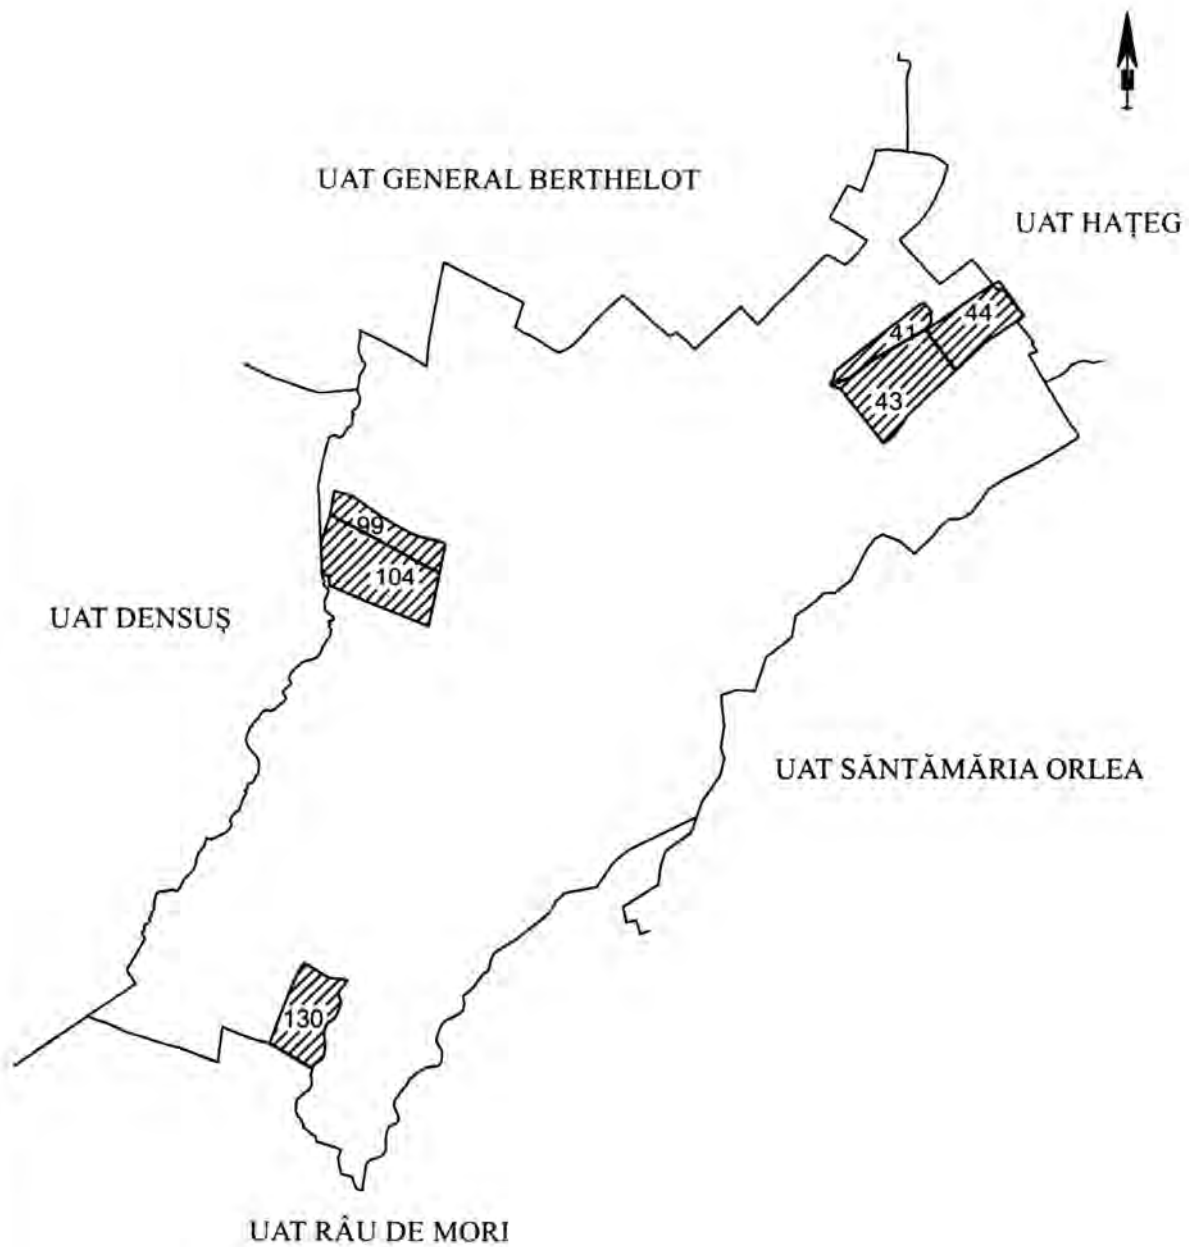 UAT GENERAL BERTHELOT
UAT HAȚEG
44
41
43
99
104
UAT DENSUȘ
UAT SĂNTĂMĂRIA ORLEA
130
UAT RÂU DE MORI